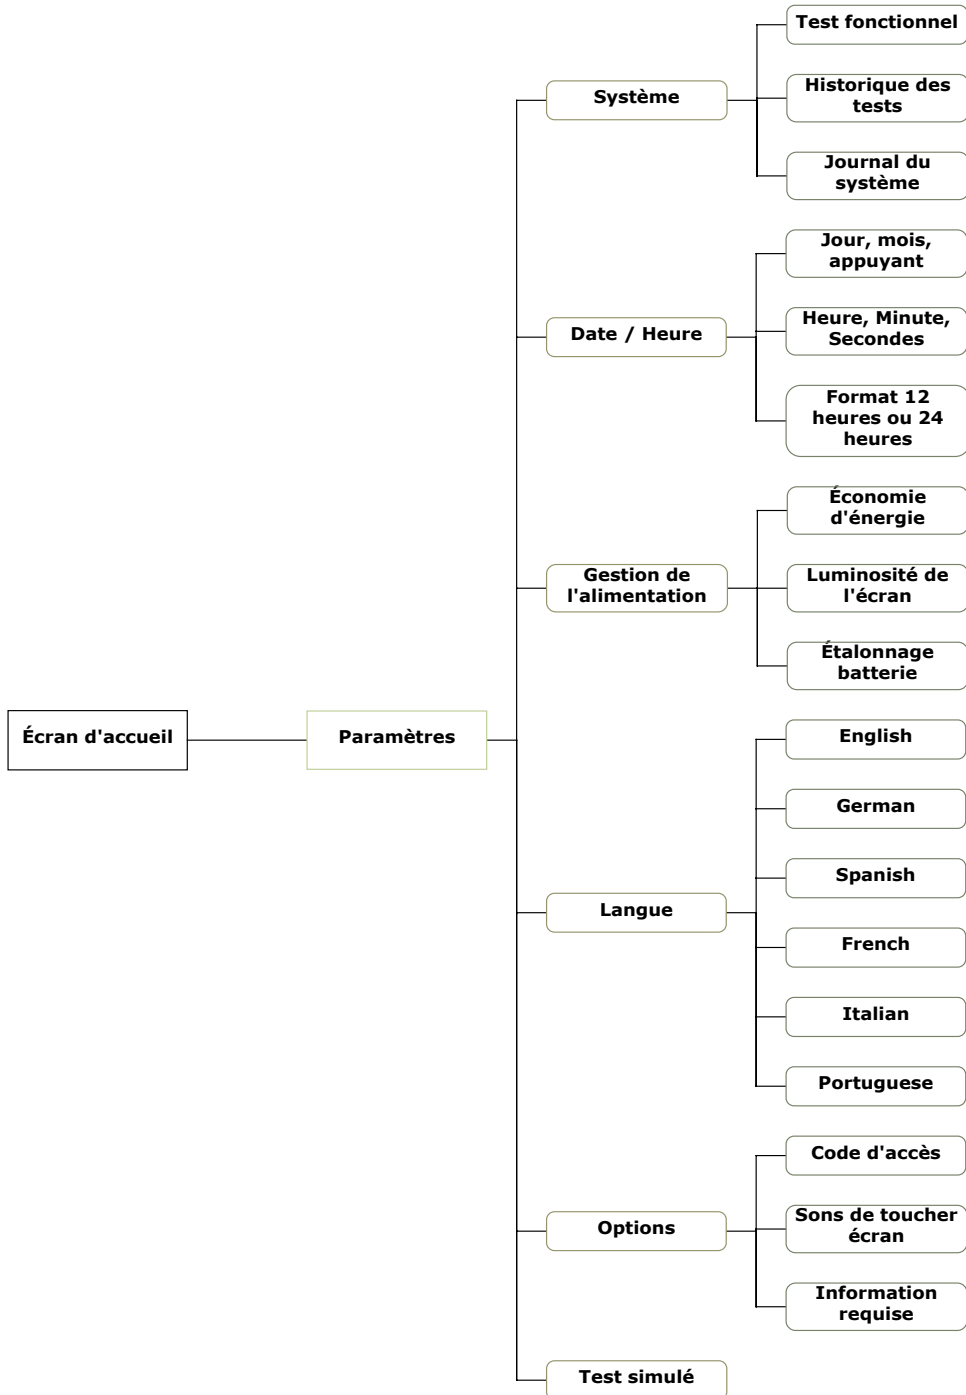 Écran d'accueil
Paramètres
Système
Test fonctionnel
Historique des
tests
Journal du
système
Date / Heure
Jour, mois,
appuyant
Heure, Minute,
Secondes
Format 12
heures ou 24
heures
Gestion de
l'alimentation
Économie
d'énergie
Luminosité de
l'écran
Étalonnage
batterie
Langue
English
German
Spanish
French
Italian
Portuguese
Options
Code d'accès
Sons de toucher
écran
Information
requise
Test simulé